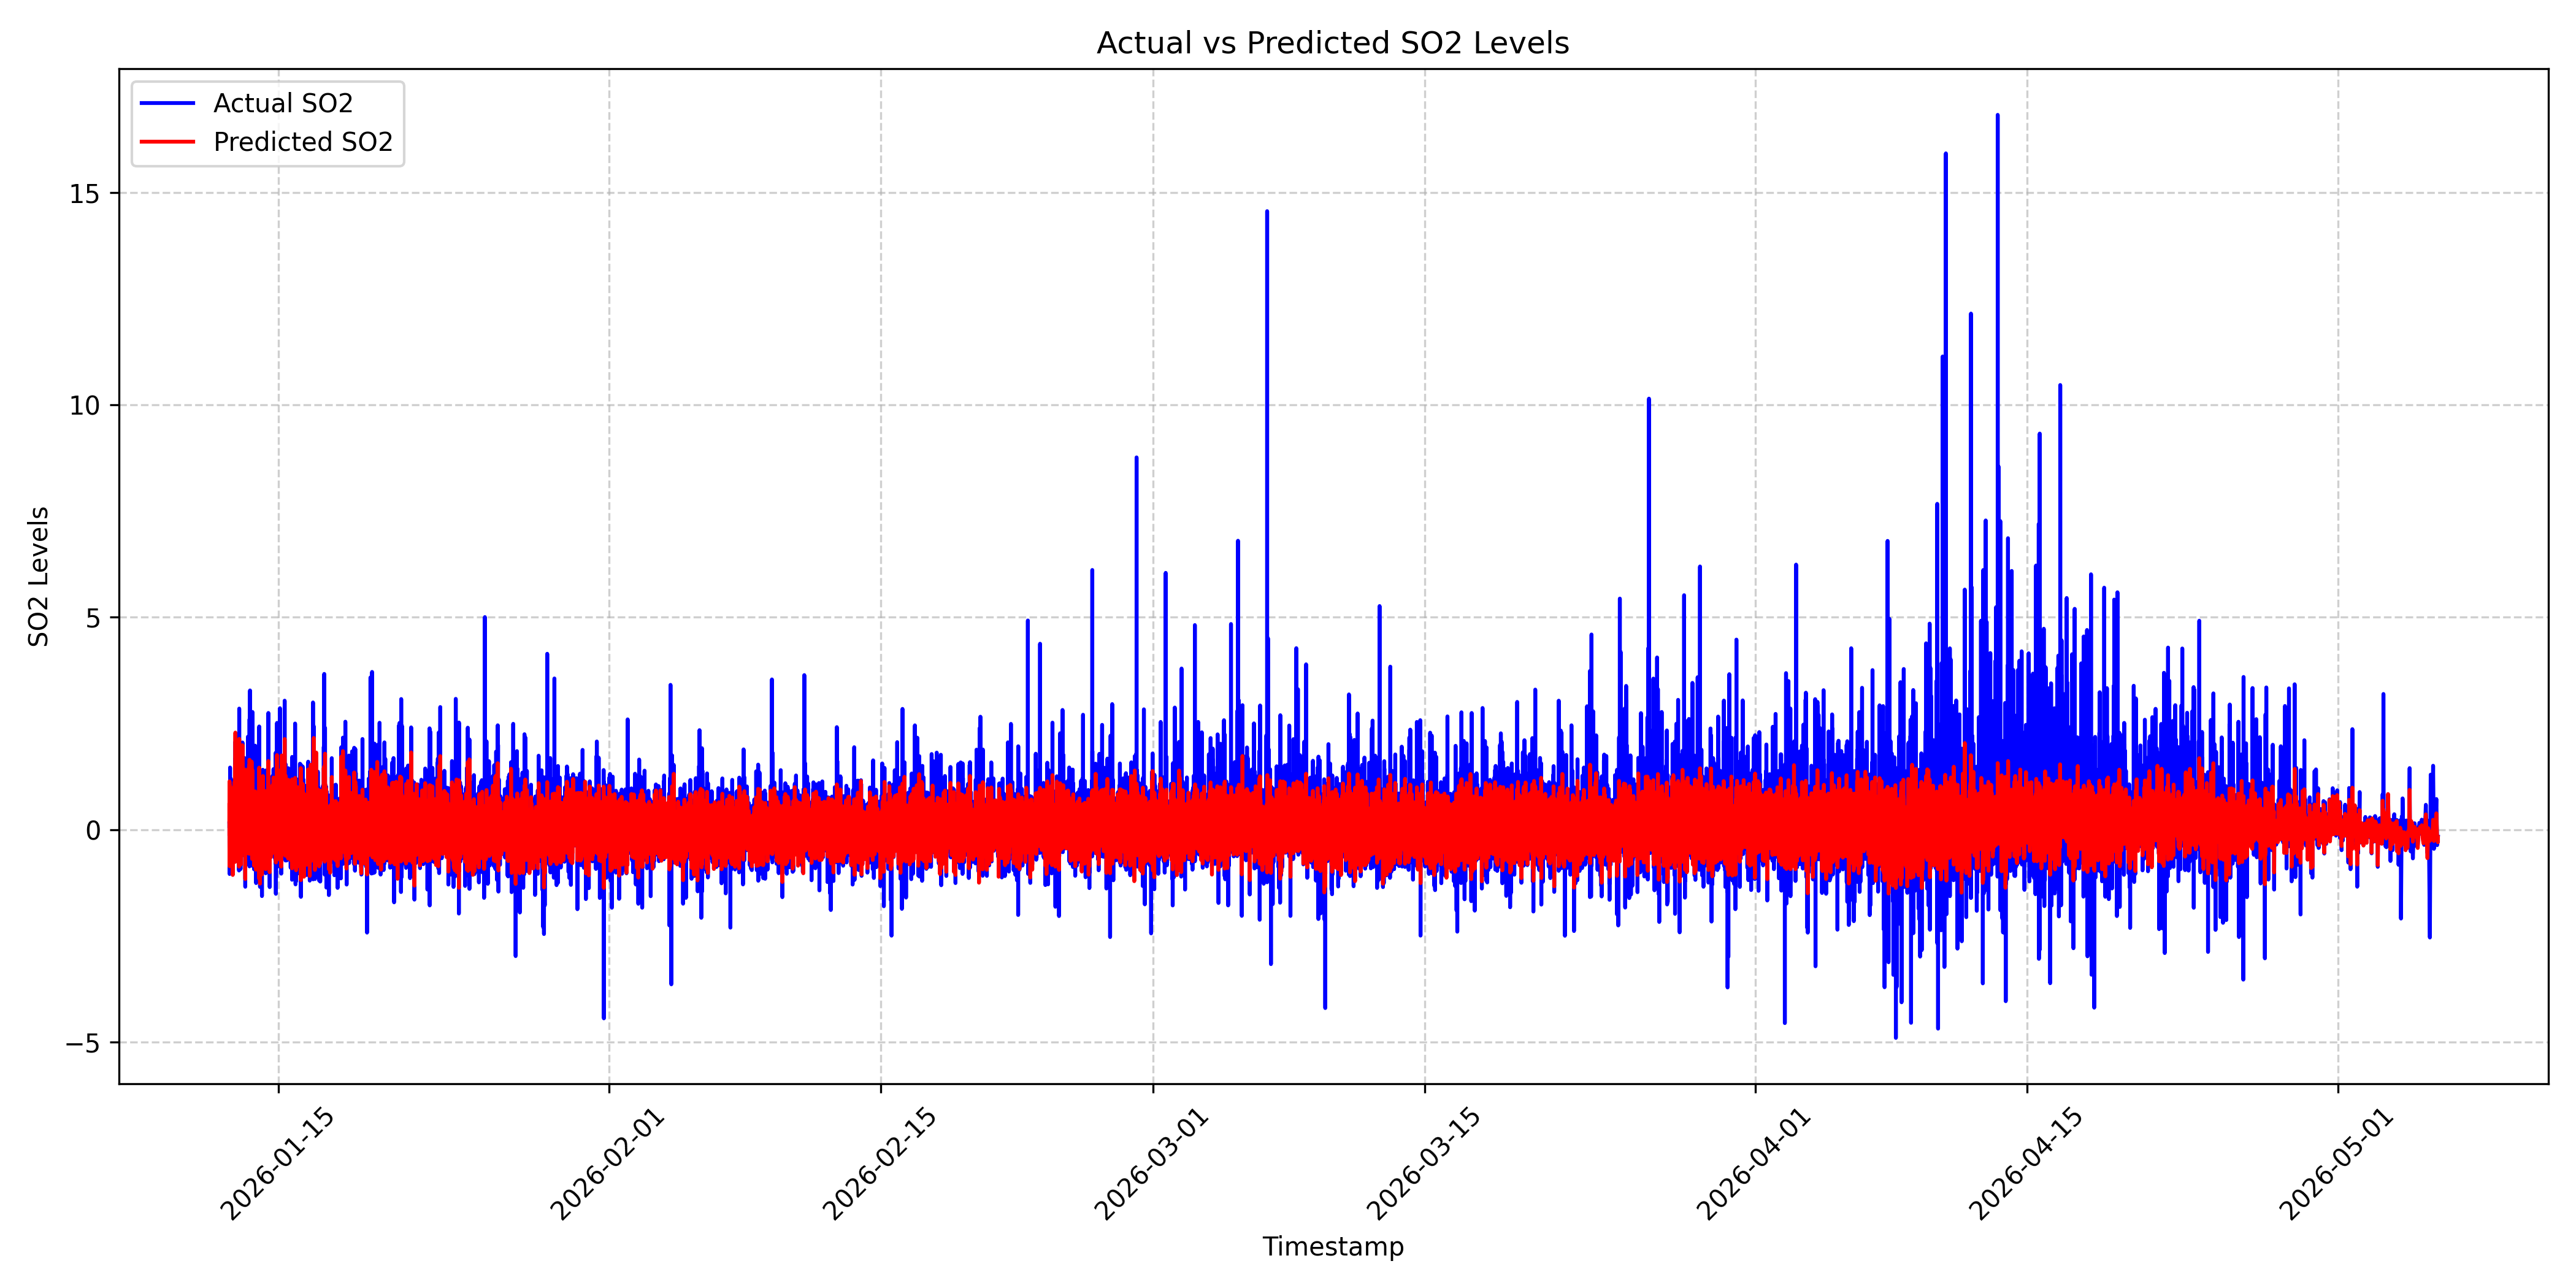 Actual vs Predicted SO2 Levels
Actual SO2
Predicted SO2
SO2 Levels
15
10
5
0
−5
2026-01-15
2026-02-01
2026-02-15
2026-03-01
2026-03-15
2026-04-01
2026-04-15
2026-05-01
Timestamp